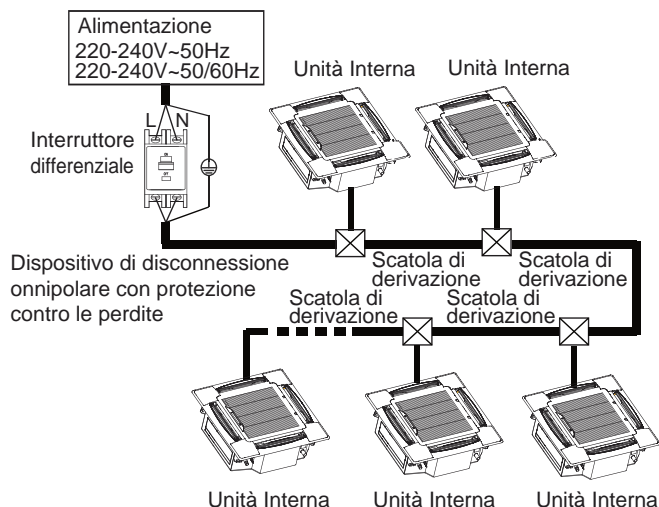 Alimentazione
220-240V~50Hz
220-240V~50/60Hz
Unità Interna
Unità Interna
L N
Interruttore
differenziale
Dispositivo di disconnessione
onnipolare con protezione
contro le perdite
Scatola di
derivazione
Scatola di
derivazione
Scatola di
derivazione
Scatola di
derivazione
Unità Interna
Unità Interna
Unità Interna